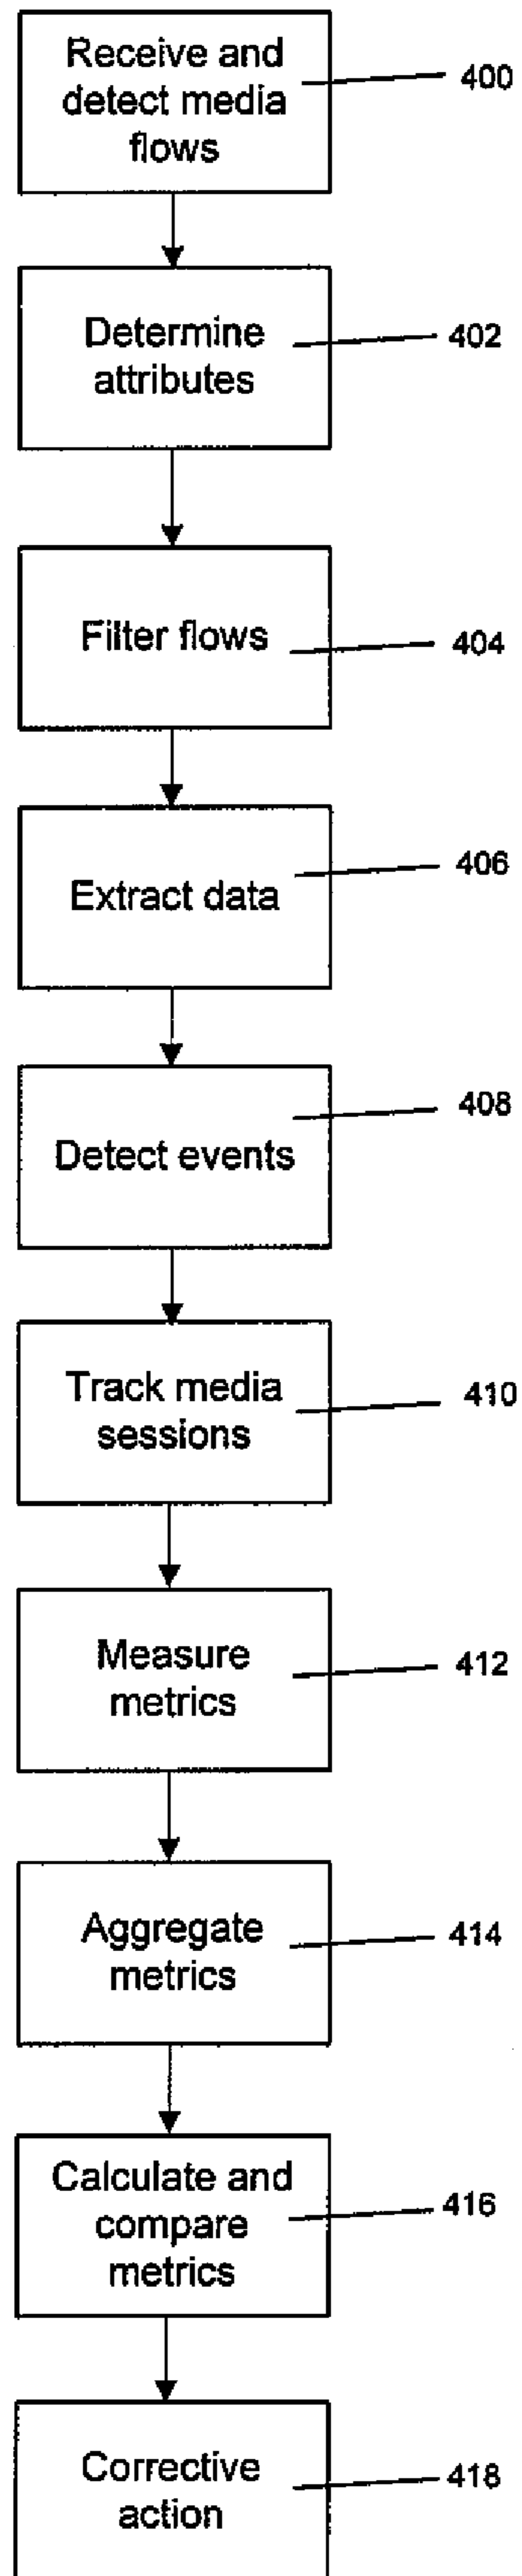 Receive and
detect media
flows
400
Determine
attributes
402
Filter flows
404
Extract data
406
Detect events
408
Track media
sessions
410
Measure
metrics
412
Aggregate
metrics
414
Calculate and
compare
metrics
416
Corrective
action
418